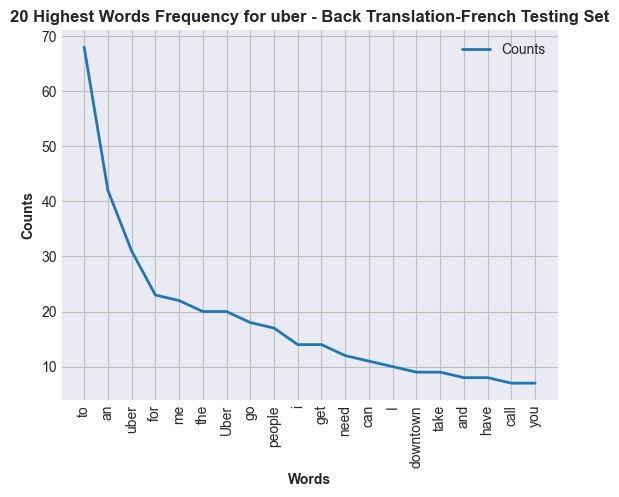 20 Highest Words Frequency for uber - Back Translation-French Testing Set
Counts
70
60
50
40
30
20
10
Counts
to
an
uber
for
me
the
Uber
go
people
i
get
need
can
I
downtown
take
and
have
call
you
Words